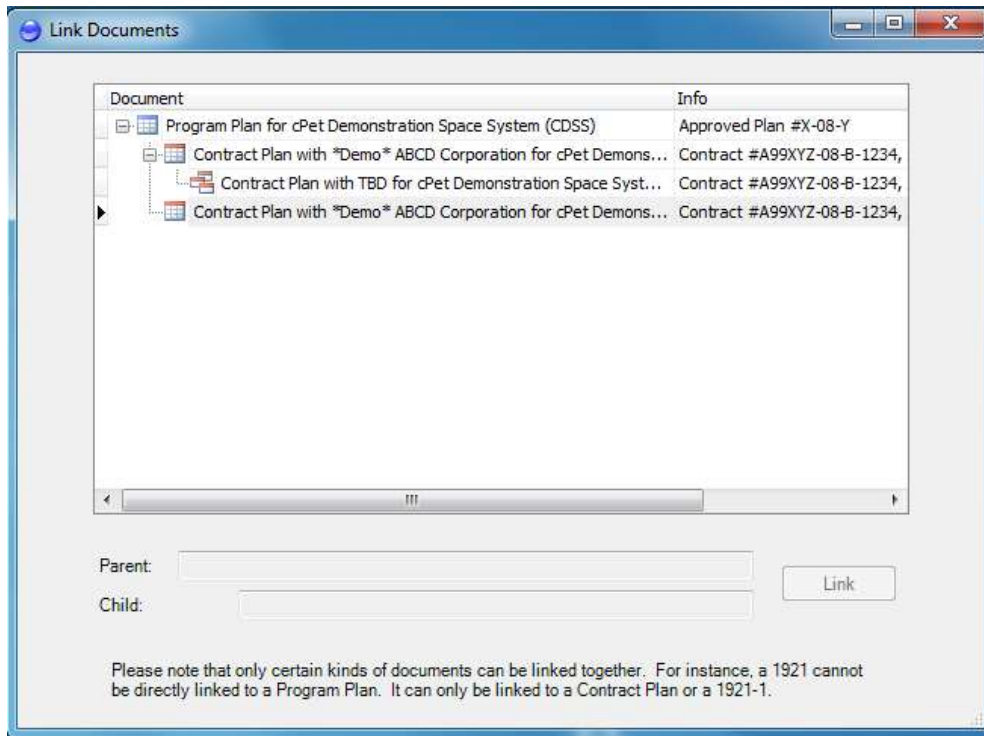 Link Documents
Document Info
Program Plan for cPet Demonstration Space System (CDSS) Approved Plan #X-08-Y
Contract Plan with *Demo* ABCD Corporation for cPet Demons... Contract #A99XYZ-08-B-1234,
Contract Plan with TBD for cPet Demonstration Space Syst... Contract #A99XYZ-08-B-1234,
Contract Plan with *Demo* ABCD Corporation for cPet Demons... Contract #A99XYZ-08-B-1234,
Parent:
Link
Child:
Please note that only certain kinds of documents can be linked together. For instance, a 1921 cannot
be directly linked to a Program Plan. It can only be linked to a Contract Plan or a 1921-1.